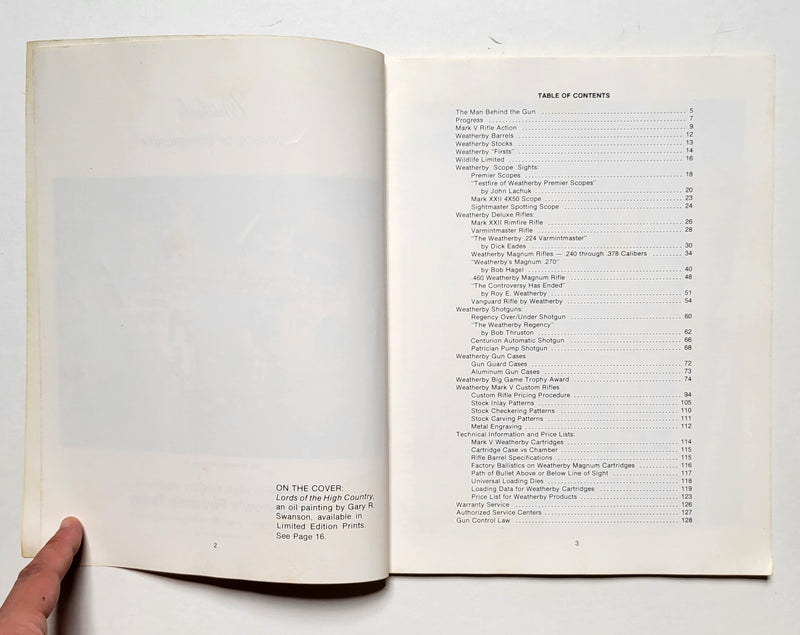 ON THE COVER:
Lords of the High Country,
an oil painting by Gary R.
Swanson, available in
Limited Edition Prints.
See Page 16.
2
TABLE OF CONTENTS
The Man Behind the Gun 5
Progress 7
Mark V Rifle Action 9
Weatherby Barrels 12
Weatherby Stocks 13
Weatherby "Firsts" 14
Wildlife Limited 16
Weatherby Scope Sights:
Premier Scopes 18
"Testfire of Weatherby Premier Scopes"
by John Lachuk 20
Mark XXII 4X50 Scope 23
Sightmaster Spotting Scope 24
Weatherby Deluxe Rifles:
Mark XXII Rimfire Rifle 26
Varmintmaster Rifle 28
"The Weatherby .224 Varmintmaster"
by Dick Eades 30
Weatherby Magnum Rifles — .240 through .378 Calibers 34
"Weatherby's Magnum .270"
by Bob Hagel 40
.460 Weatherby Magnum Rifle 48
"The Controversy Has Ended"
by Roy E. Weatherby 51
Vanguard Rifle by Weatherby 54
Weatherby Shotguns:
Regency Over/Under Shotgun 60
"The Weatherby Regency"
by Bob Thruston 62
Centurion Automatic Shotgun 66
Patrician Pump Shotgun 68
Weatherby Gun Cases
Gun Guard Cases 72
Aluminum Gun Cases 73
Weatherby Big Game Trophy Award 74
Weatherby Mark V Custom Rifles
Custom Rifle Pricing Procedure 94
Stock Inlay Patterns 105
Stock Checkering Patterns 110
Stock Carving Patterns 111
Metal Engraving 112
Technical Information and Price Lists:
Mark V Weatherby Cartridges 114
Cartridge Case vs Chamber 115
Rifle Barrel Specifications 115
Factory Ballistics on Weatherby Magnum Cartridges 116
Path of Bullet Above or Below Line of Sight 117
Universal Loading Dies 118
Loading Data for Weatherby Cartridges 119
Price List for Weatherby Products 123
Warranty Service 126
Authorized Service Centers 127
Gun Control Law 128
3